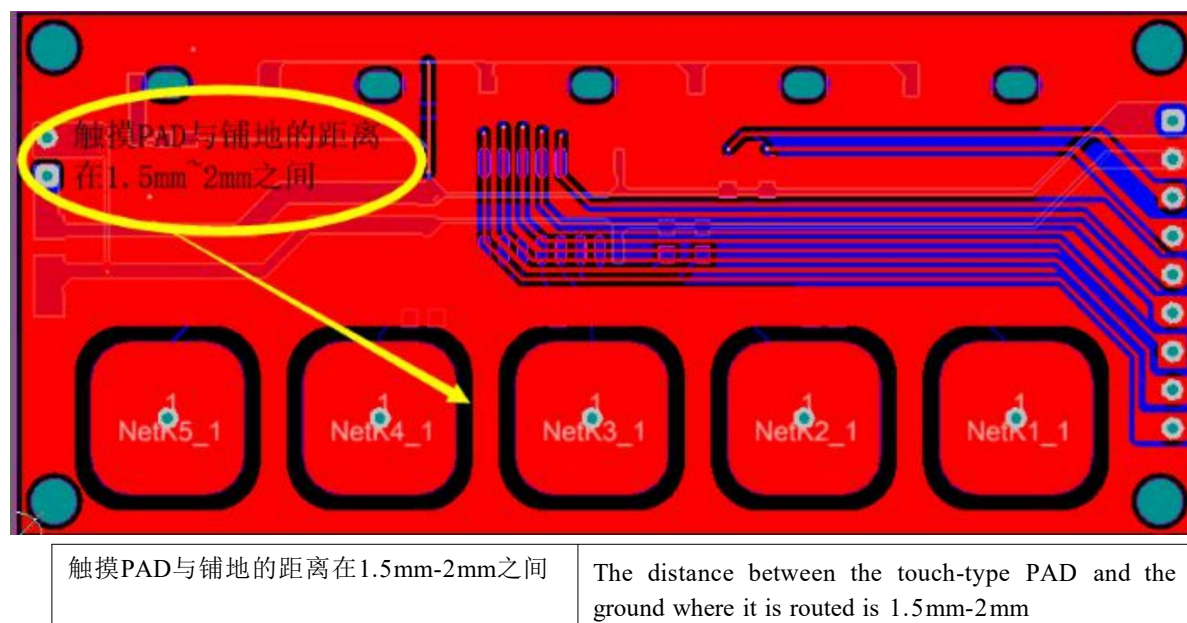 触摸PAD与铺地的距离
在1.5mm~2mm之间
1
NetK5_1
1
NetK4_1
1
NetK3_1
1
NetK2_1
1
NetK1_1
触摸PAD与铺地的距离在1.5mm-2mm之间
The distance between the touch-type PAD and the
ground where it is routed is 1.5mm-2mm